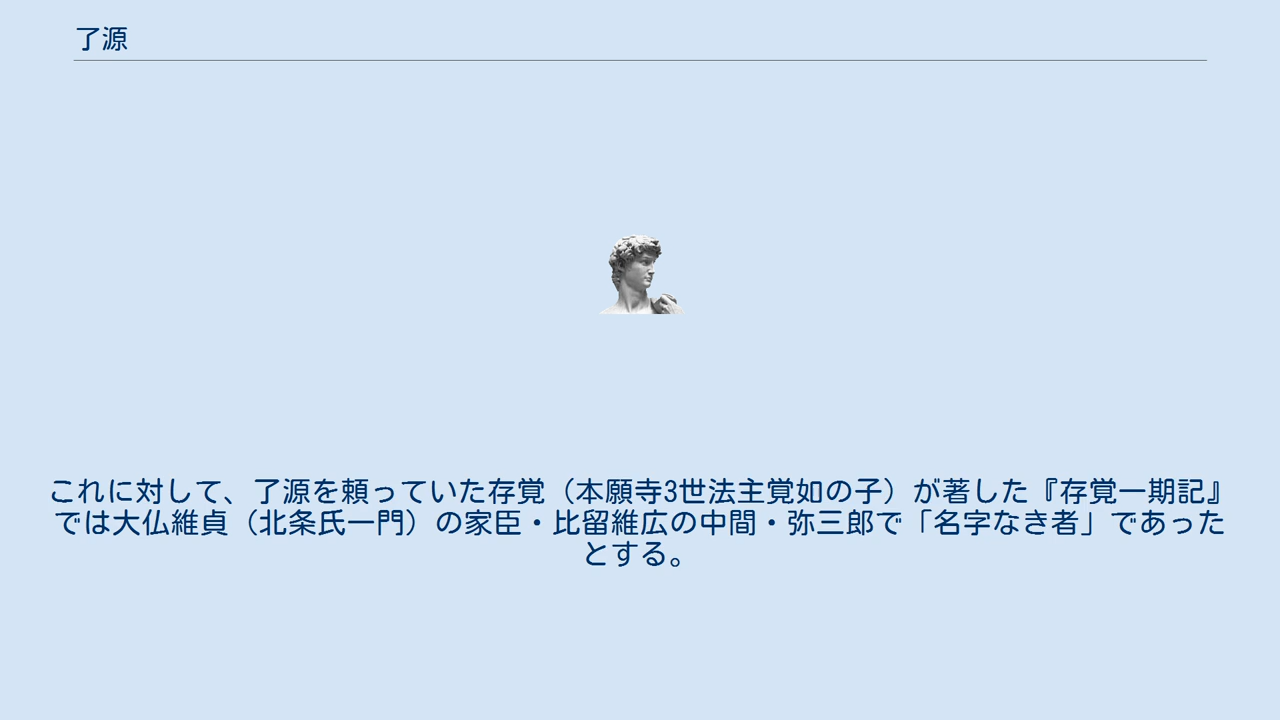 了源
これに対して、了源を頼っていた存覚（本願寺3世法主覚如の子）が著した『存覚一期記』
では大仏維貞（北条氏一門）の家臣・比留維広の中間・弥三郎で「名字なき者」であった
とする。